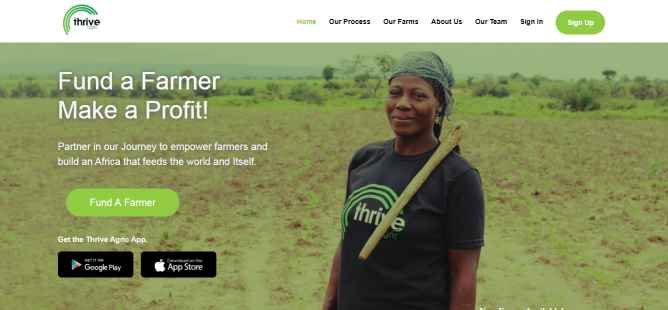 thrive
Home
Our Process
Our Farms
About Us
Our Team
Sign In
Sign Up
Fund a Farmer
Make a Profit!
Partner in our Journey to empower farmers and
build an Africa that feeds the world and Itself.
Fund A Farmer
Get the Thrive Agric App.
GET IT ON
Google Play
Download on the
App Store
thrive